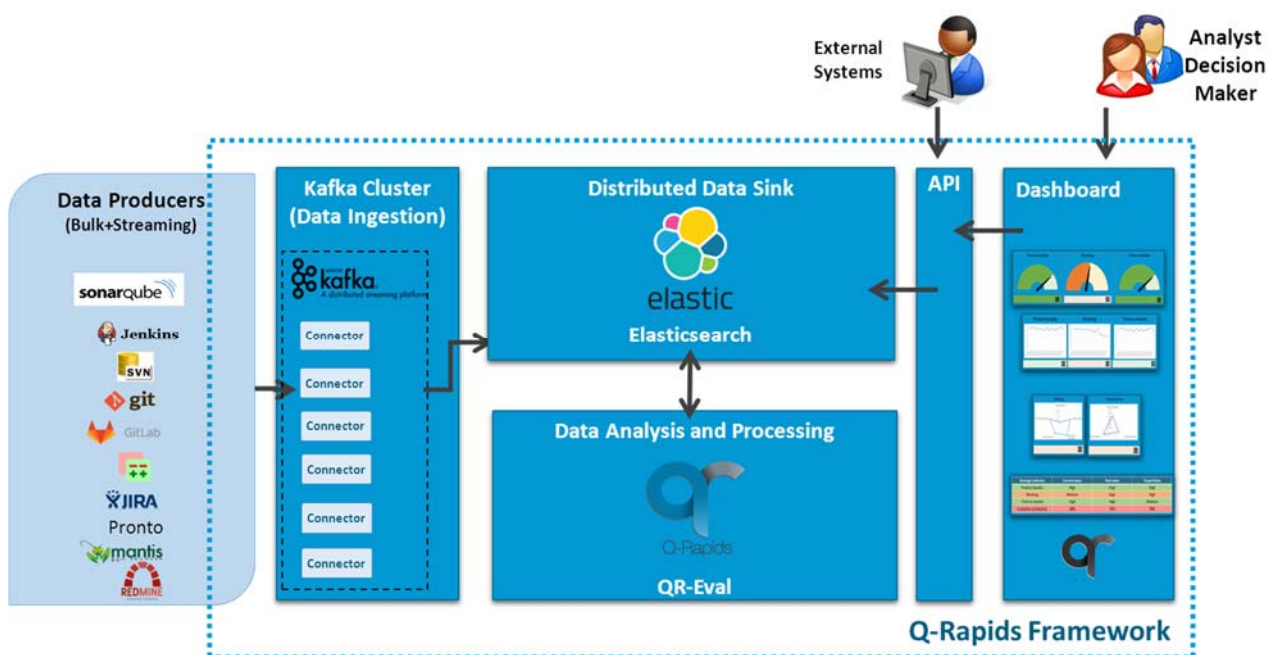 External
Systems
Analyst
Decision
Maker
Data Producers
(Bulk+Streaming)
sonarqube
Jenkins
SVN
git
GitLab
JIRA
Pronto
mantis
REDMINE
Kafka Cluster
(Data Ingestion)
kafka
A distributed streaming platform
Connector
Connector
Connector
Connector
Connector
Connector
Distributed Data Sink
elastic
Elasticsearch
Data Analysis and Processing
Q-Rapids
QR-Eval
API
Dashboard
Q-Rapids Framework